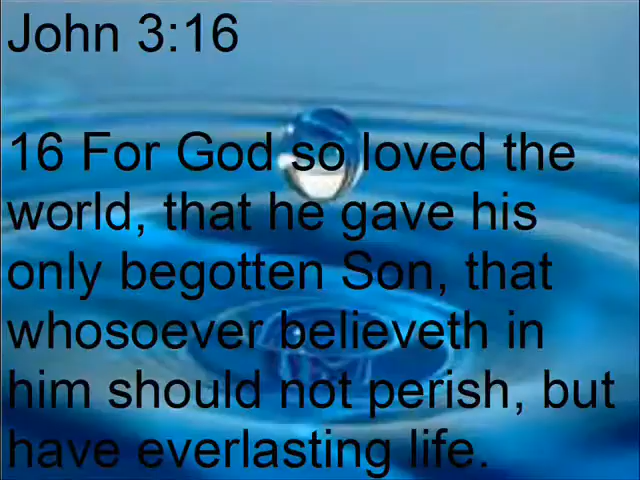 John 3:16
16 For God so loved the
world, that he gave his
only begotten Son, that
whosoever believeth in
him should not perish, but
have everlasting life.